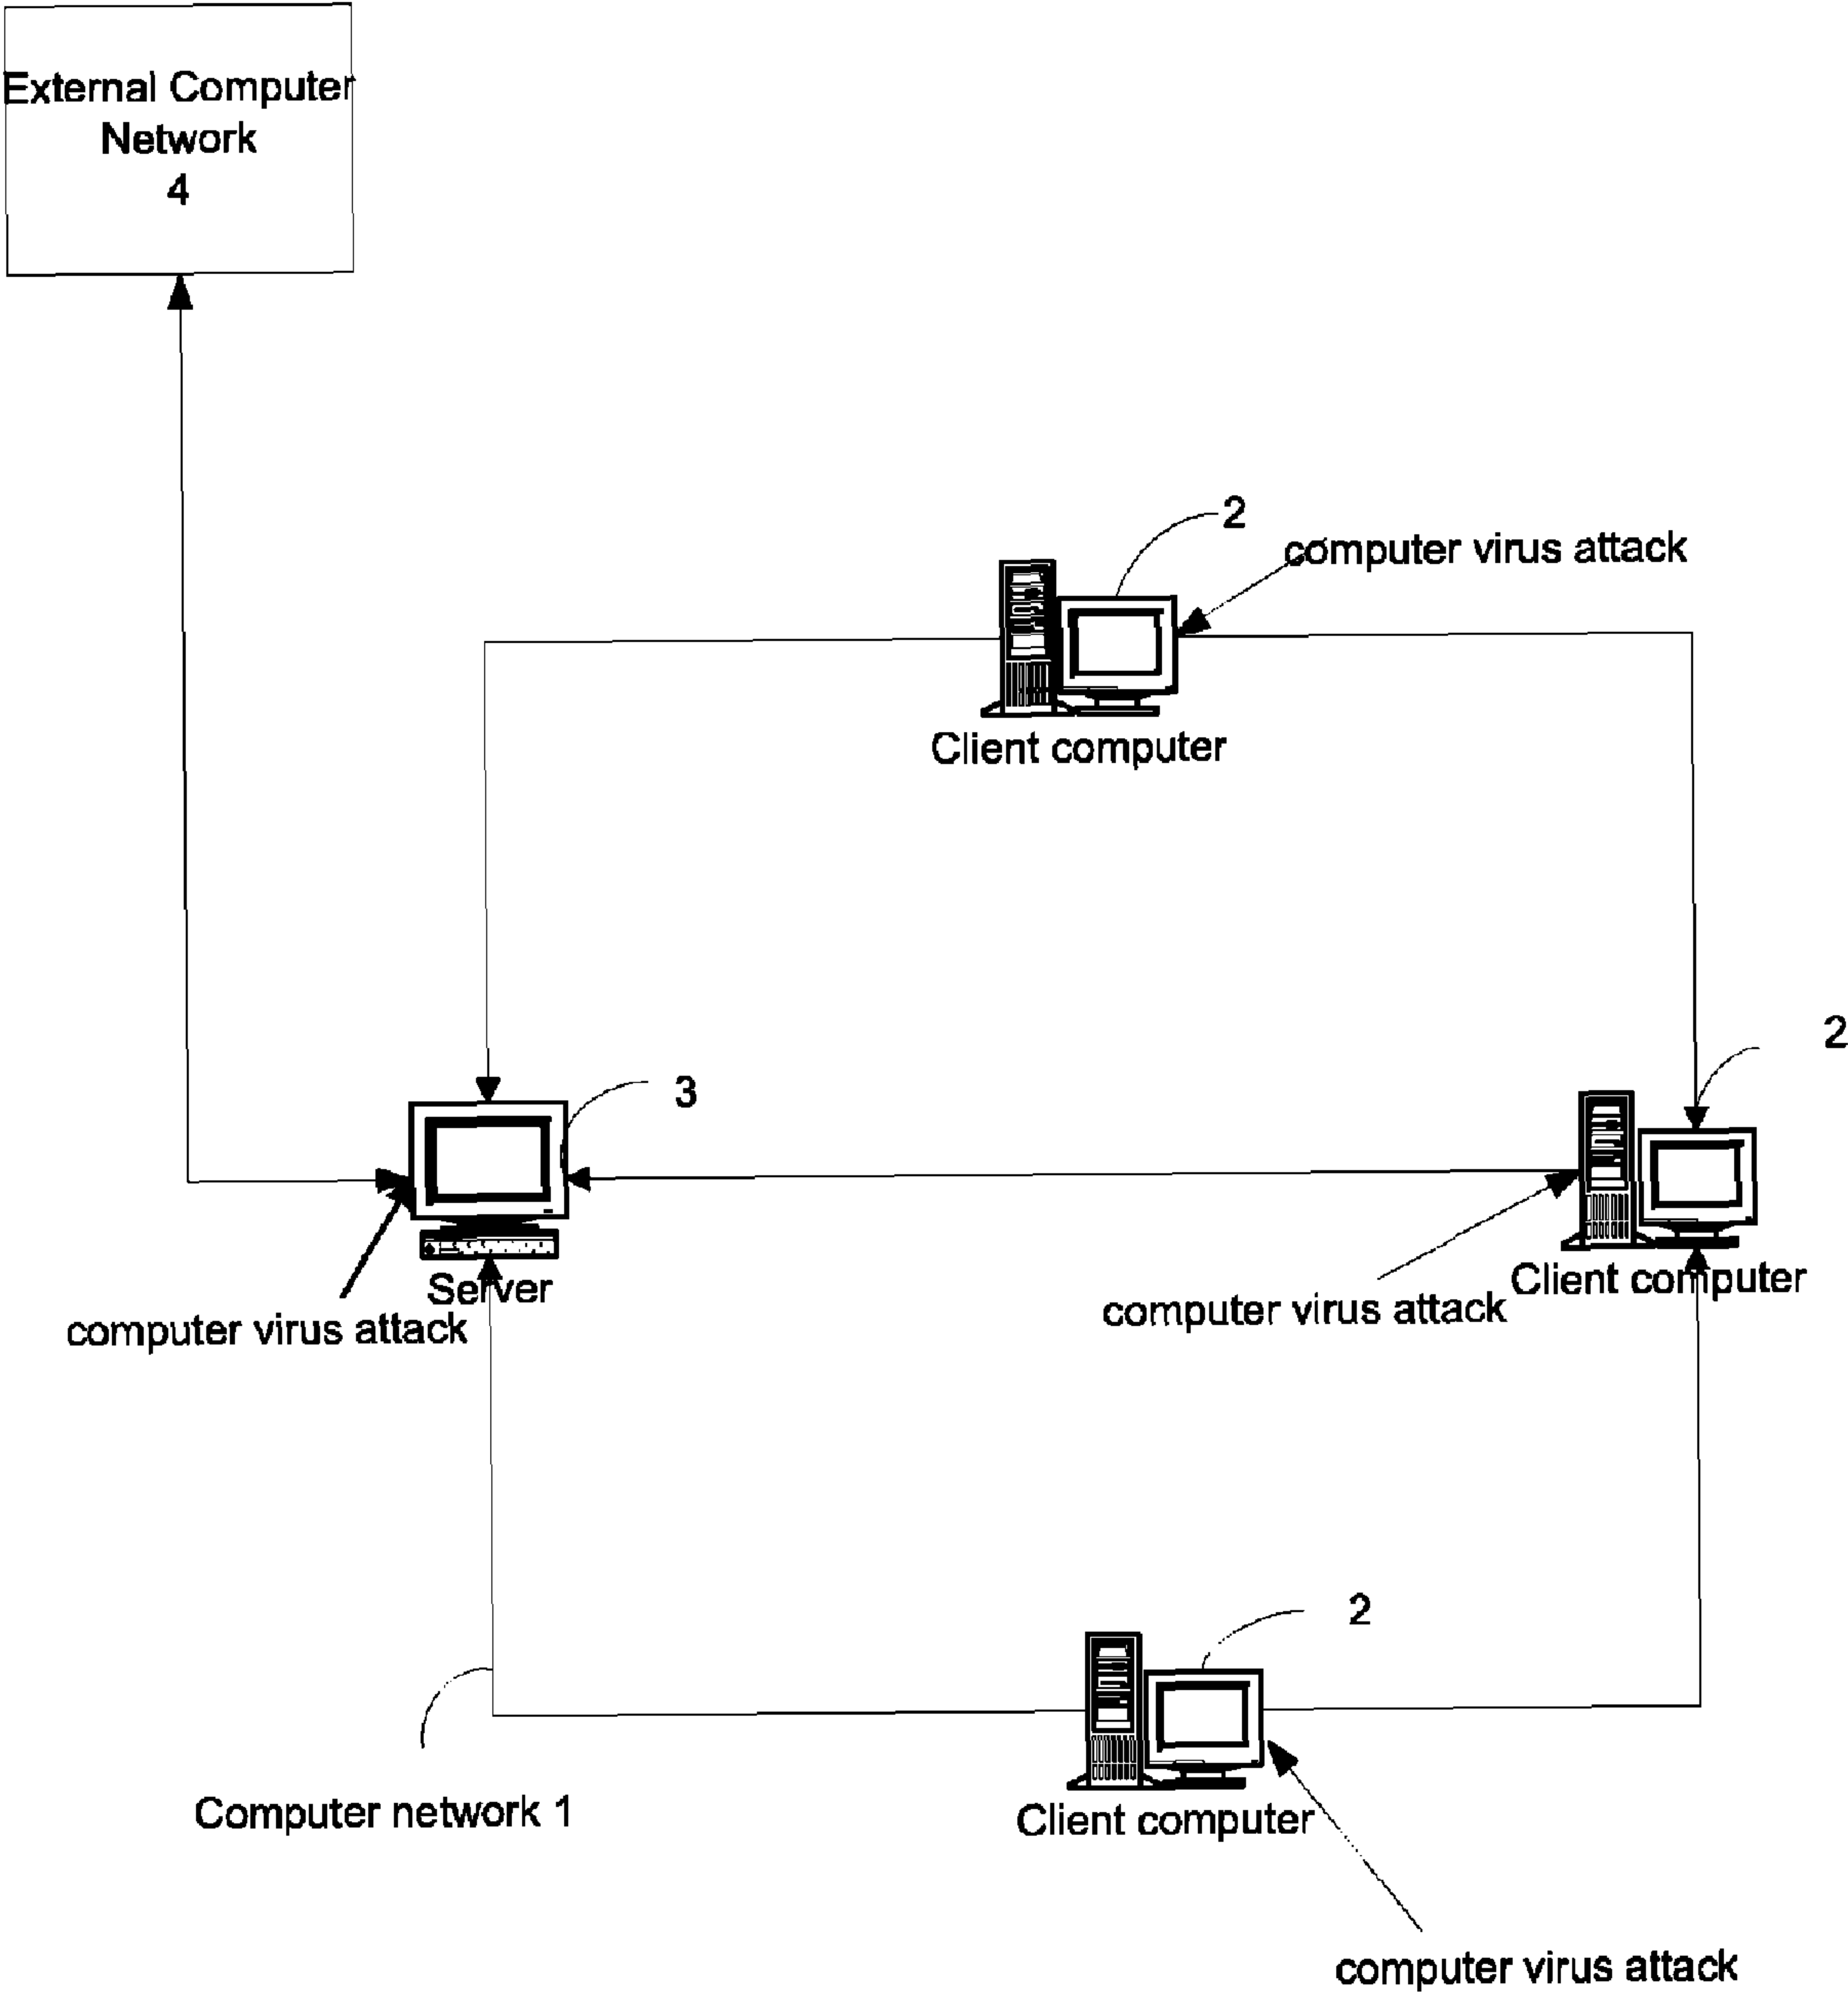 External Computer
Network
4
2
computer virus attack
Client computer
2
3
Server
computer virus attack
Client computer
computer virus attack
2
Computer network 1
Client computer
computer virus attack